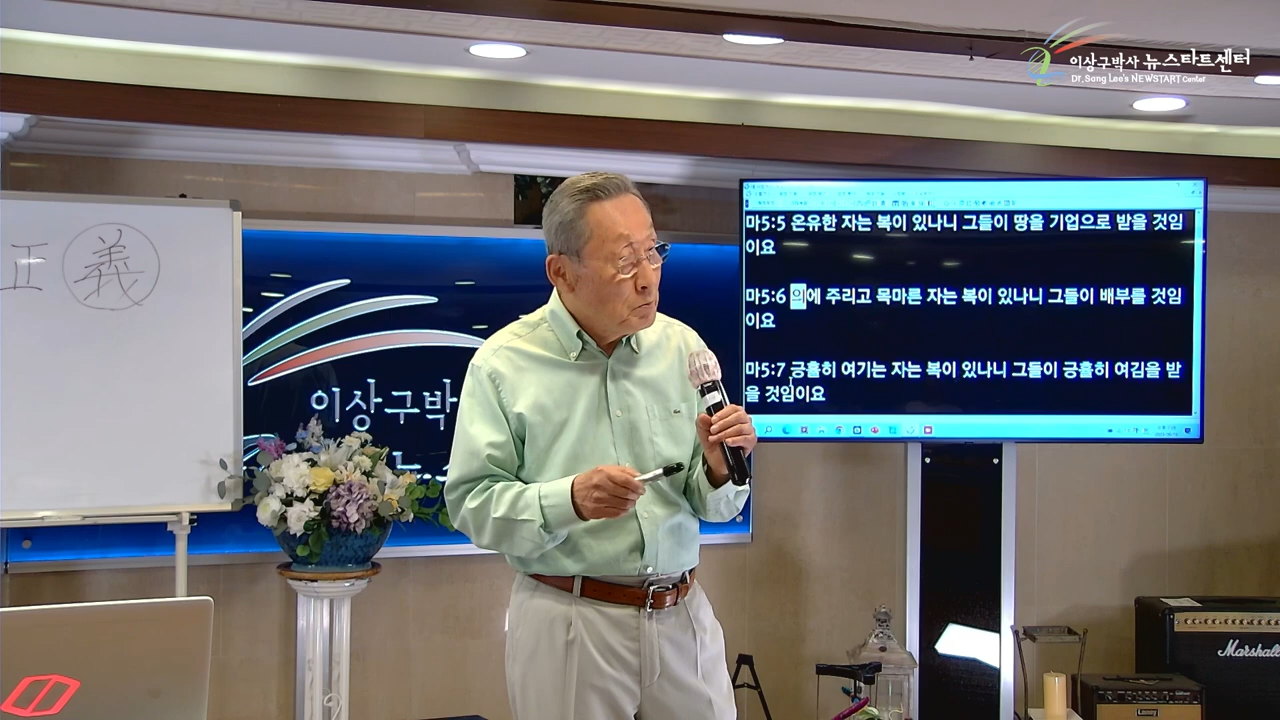 이상구박사 뉴스타트센터
Dr. Sang Lee's NEWSTART Center
正 義
이상구박
마5:5 온유한 자는 복이 있나니 그들이 땅을 기업으로 받을 것임
이요
마5:6 의에 주리고 목마른 자는 복이 있나니 그들이 배부를 것임
이요
마5:7 긍휼히 여기는 자는 복이 있나니 그들이 긍휼히 여김을 받
을 것임이요
Marshall
Laney